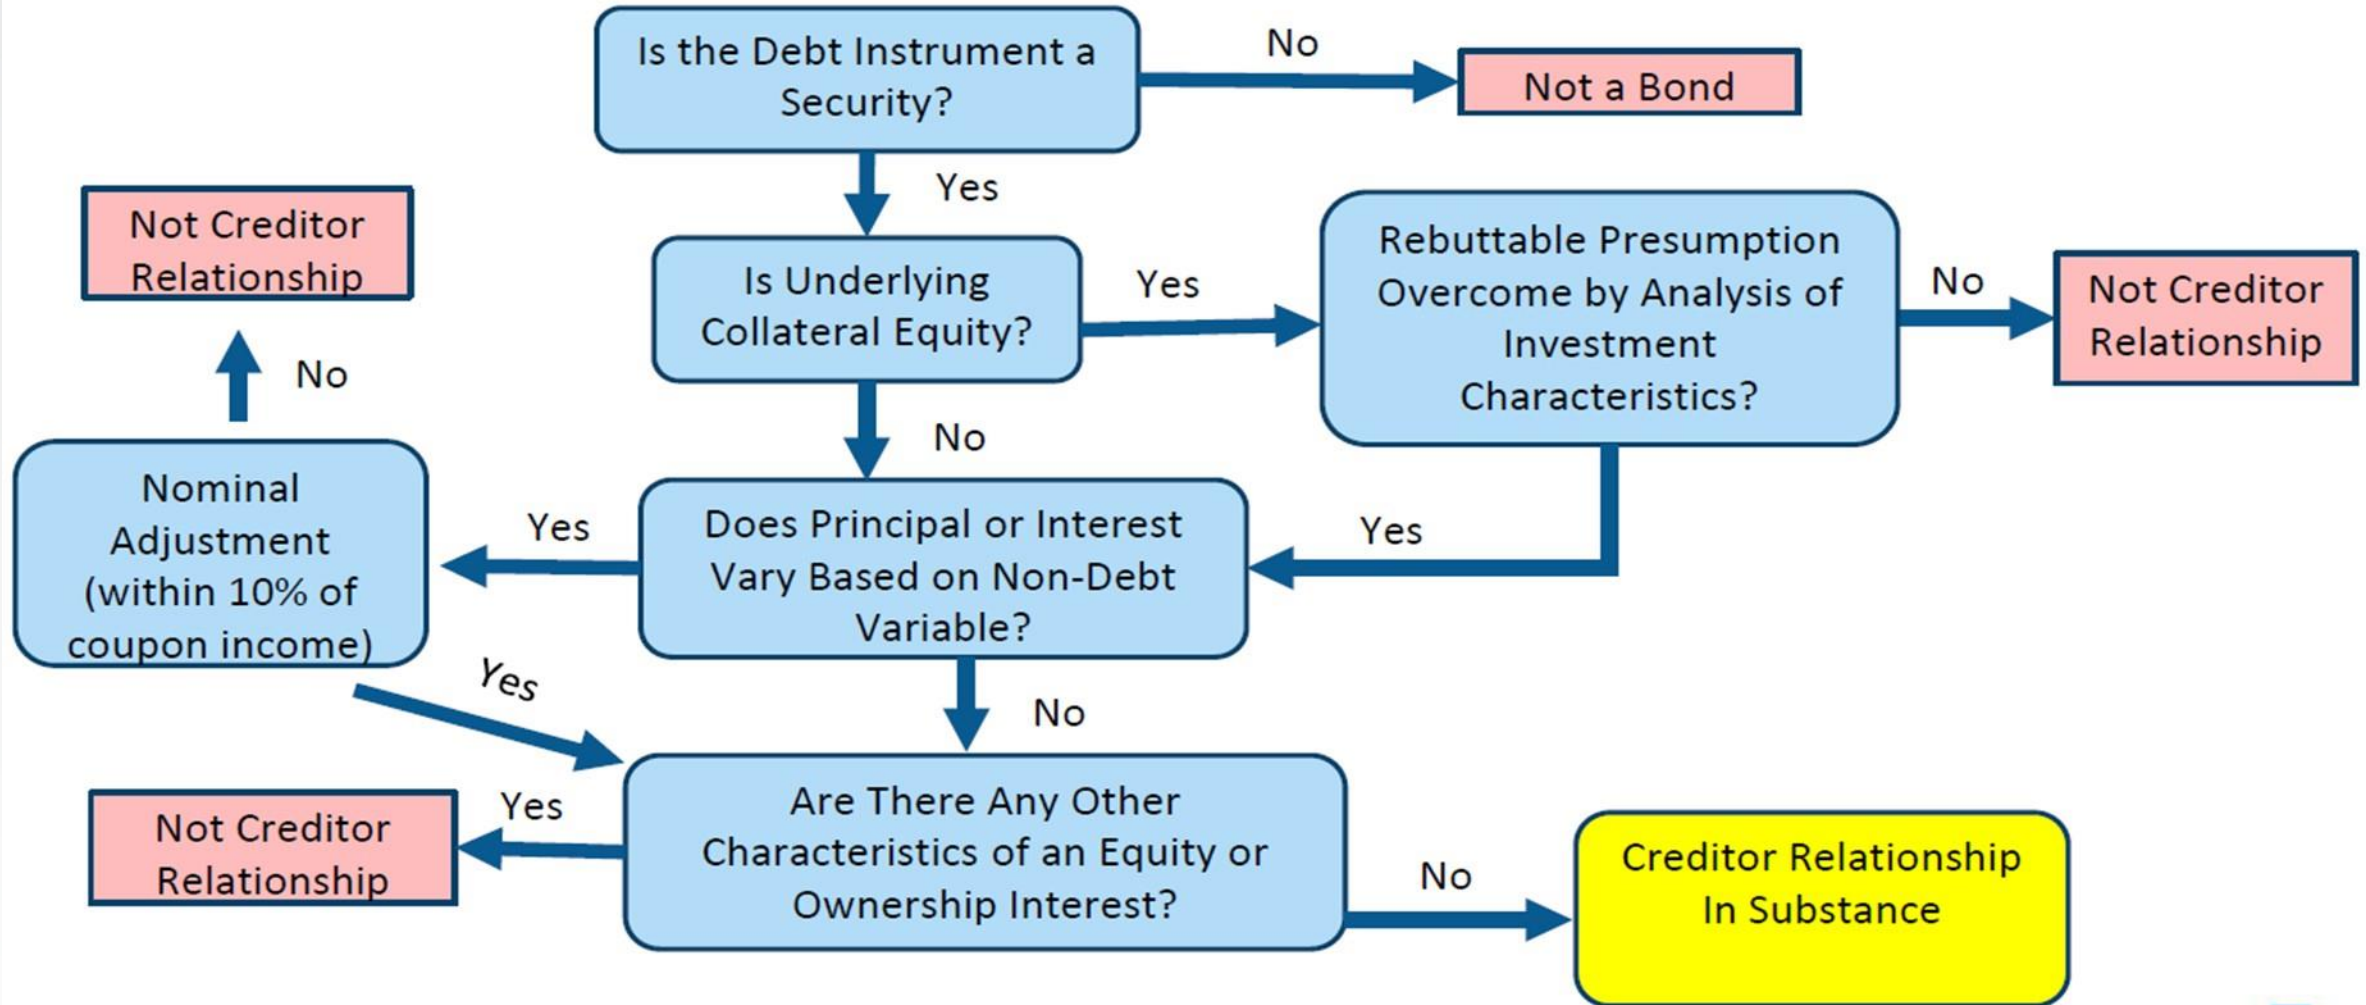 Is the Debt Instrument a
Security?
No
Not a Bond
Yes
Not Creditor
Relationship
Is Underlying
Collateral Equity?
Yes
Rebuttable Presumption
Overcome by Analysis of
Investment
Characteristics?
No
Not Creditor
Relationship
No
No
Nominal
Adjustment
(within 10% of
coupon income)
Yes
Does Principal or Interest
Vary Based on Non-Debt
Variable?
Yes
Yes
No
Not Creditor
Relationship
Yes
Are There Any Other
Characteristics of an Equity or
Ownership Interest?
No
Creditor Relationship
In Substance